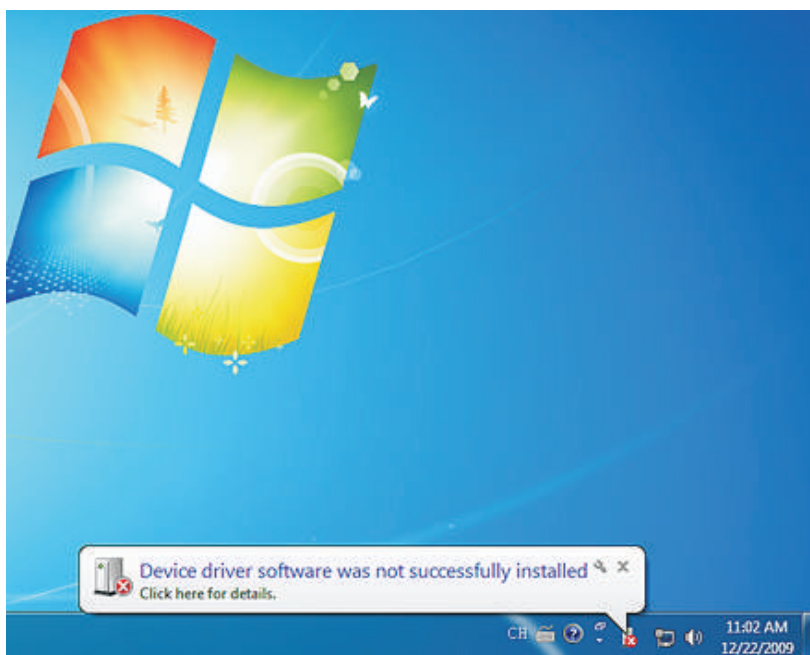 Device driver software was not successfully installed
Click here for details.
CH
11:02 AM
12/22/2009